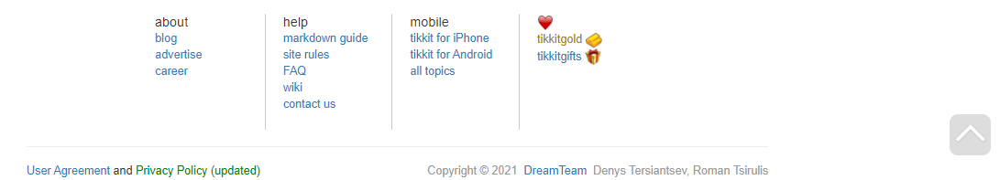 about
blog
advertise
career
help
markdown guide
site rules
FAQ
wiki
contact us
mobile
tikkit for iPhone
tikkit for Android
all topics
tikkitgold
tikkitgifts
User Agreement and Privacy Policy (updated)
Copyright © 2021 DreamTeam Denys Tersiantsev, Roman Tsirulis